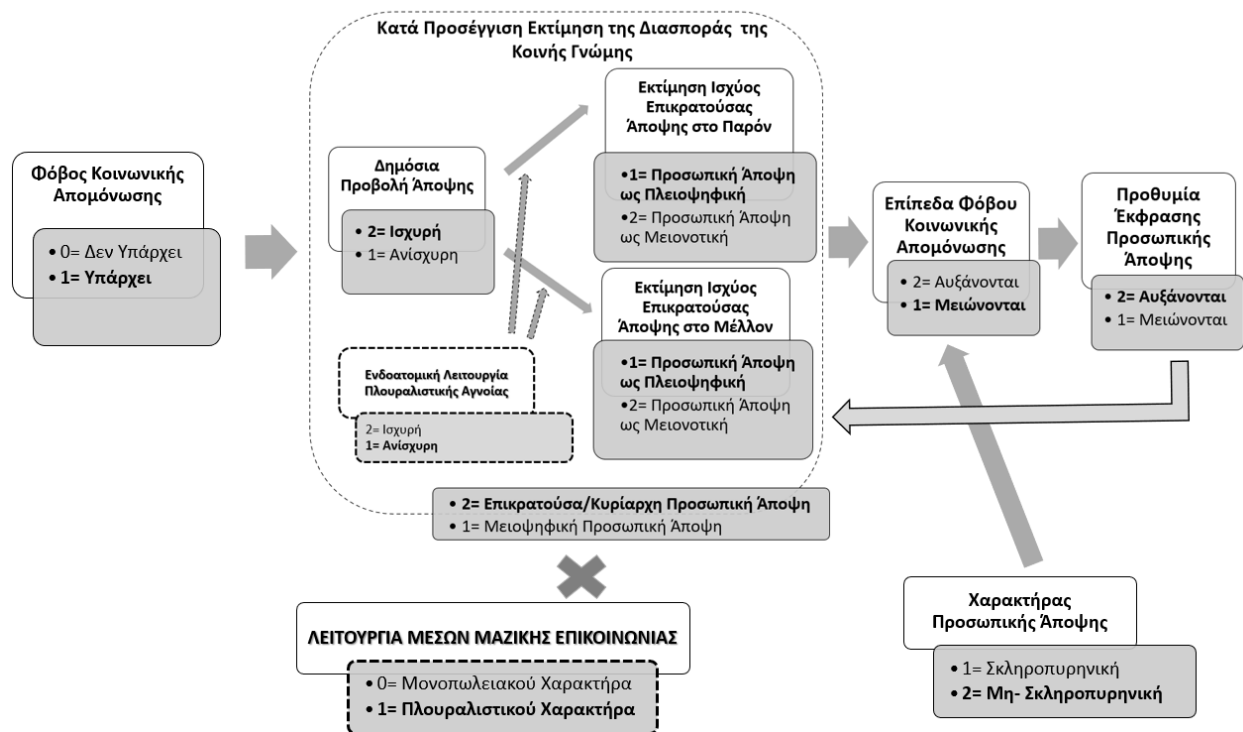 Κατά Προσέγγιση Εκτίμηση της Διασποράς της
Κοινής Γνώμης
Φόβος Κοινωνικής
Απομόνωσης
• 0= Δεν Υπάρχει
• 1= Υπάρχει
Δημόσια
Προβολή Άποψης
• 2= Ισχυρή
• 1= Ανίσχυρη
Ενδοατομική Λειτουργία
Πλουραλιστικής Αγνοίας
2= Ισχυρή
1= Ανίσχυρη
Εκτίμηση Ισχύος
Επικρατούσας
Άποψης στο Παρόν
•1= Προσωπική Άποψη
ως Πλειοψηφική
•2= Προσωπική Άποψη
ως Μειονοτική
Εκτίμηση Ισχύος
Επικρατούσας
Άποψης στο Μέλλον
•1= Προσωπική Άποψη
ως Πλειοψηφική
•2= Προσωπική Άποψη
ως Μειονοτική
• 2= Επικρατούσα/Κυρίαρχη Προσωπική Άποψη
• 1= Μειοψηφική Προσωπική Άποψη
Επίπεδα Φόβου
Κοινωνικής
Απομόνωσης
• 2= Αυξάνονται
• 1= Μειώνονται
Προθυμία
Έκφρασης
Προσωπικής
Άποψης
• 2= Αυξάνονται
• 1= Μειώνονται
ΛΕΙΤΟΥΡΓΙΑ ΜΕΣΩΝ ΜΑΖΙΚΗΣ ΕΠΙΚΟΙΝΩΝΙΑΣ
• 0= Μονοπωλειακού Χαρακτήρα
• 1= Πλουραλιστικού Χαρακτήρα
Χαρακτήρας
Προσωπικής Άποψης
• 1= Σκληροπυρηνική
• 2= Μη- Σκληροπυρηνική